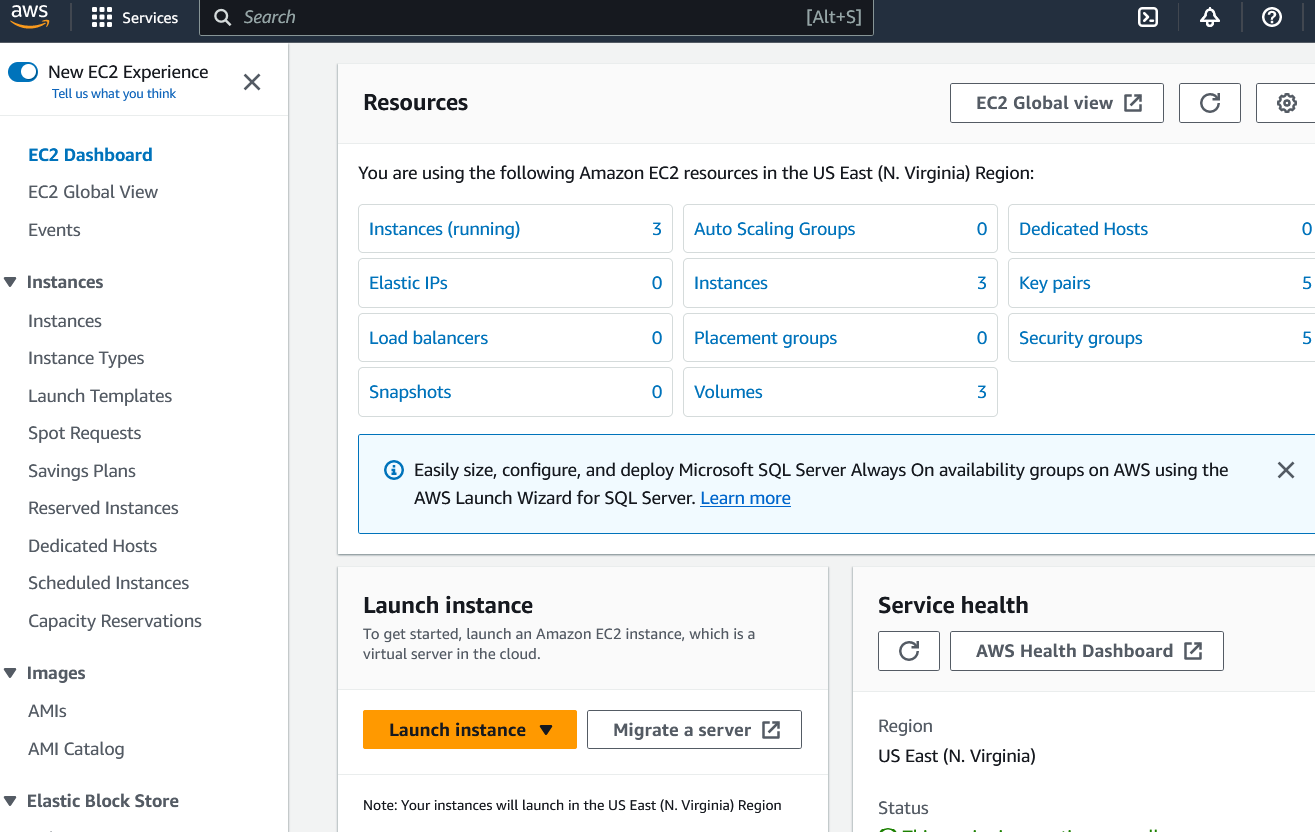 aws
Services
Search
[Alt+S]
New EC2 Experience
Tell us what you think
EC2 Dashboard
EC2 Global View
Events
Instances
Instances
Instance Types
Launch Templates
Spot Requests
Savings Plans
Reserved Instances
Dedicated Hosts
Scheduled Instances
Capacity Reservations
Images
AMIs
AMI Catalog
Elastic Block Store
Resources
EC2 Global view
You are using the following Amazon EC2 resources in the US East (N. Virginia) Region:
Instances (running) 3
Auto Scaling Groups 0
Dedicated Hosts 0
Elastic IPs 0
Instances 3
Key pairs 5
Load balancers 0
Placement groups 0
Security groups 5
Snapshots 0
Volumes 3
Easily size, configure, and deploy Microsoft SQL Server Always On availability groups on AWS using the
AWS Launch Wizard for SQL Server. Learn more
Launch instance
To get started, launch an Amazon EC2 instance, which is a
virtual server in the cloud.
Launch instance
Migrate a server
Note: Your instances will launch in the US East (N. Virginia) Region
Service health
AWS Health Dashboard
Region
US East (N. Virginia)
Status